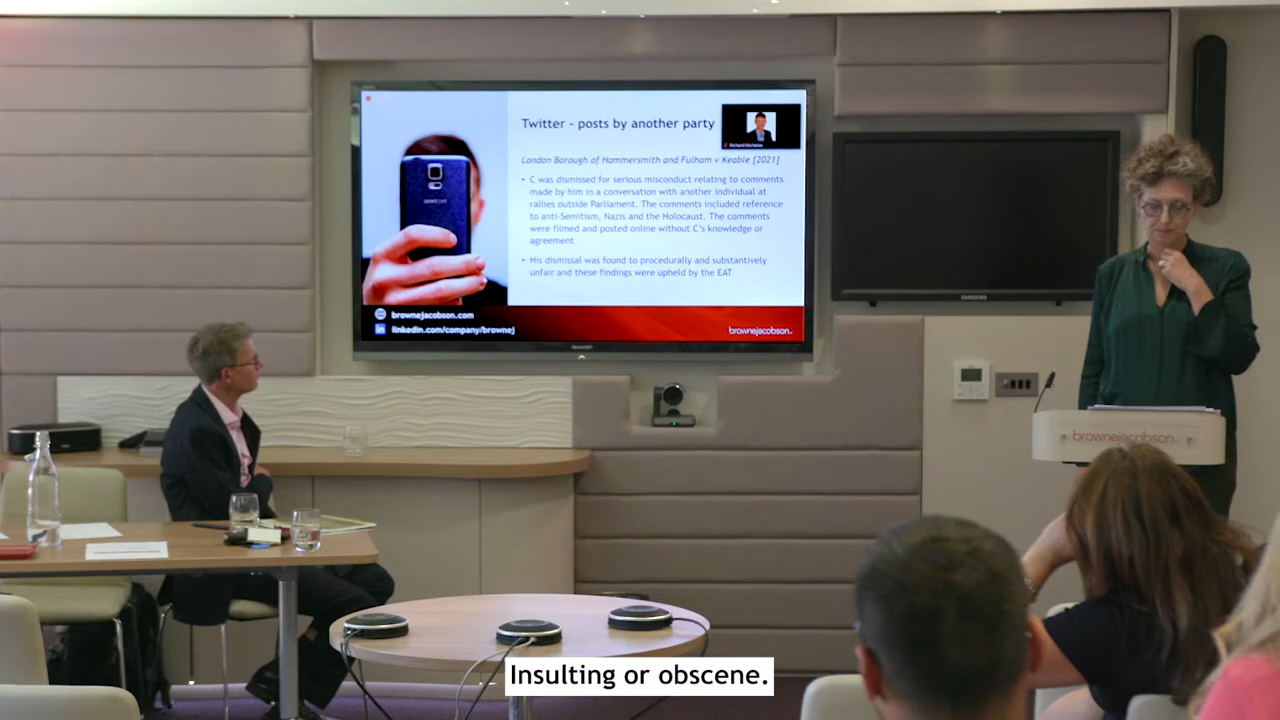 Twitter - posts by another party
Richard Nicholas
London Borough of Hammersmith and Fulham v Keable [2021]
• C was dismissed for serious misconduct relating to comments
made by him in a conversation with another individual at
rallies outside Parliament. The comments included reference
to anti-Semitism, Nazis and the Holocaust. The comments
were filmed and posted online without C's knowledge or
agreement
• His dismissal was found to procedurally and substantively
unfair and these findings were upheld by the EAT
SAMSUNG
brownejacobson.com
linkedin.com/company/brownej
brownejacobson
SHARP
SAMSUNG
brownejacobson
Insulting or obscene.